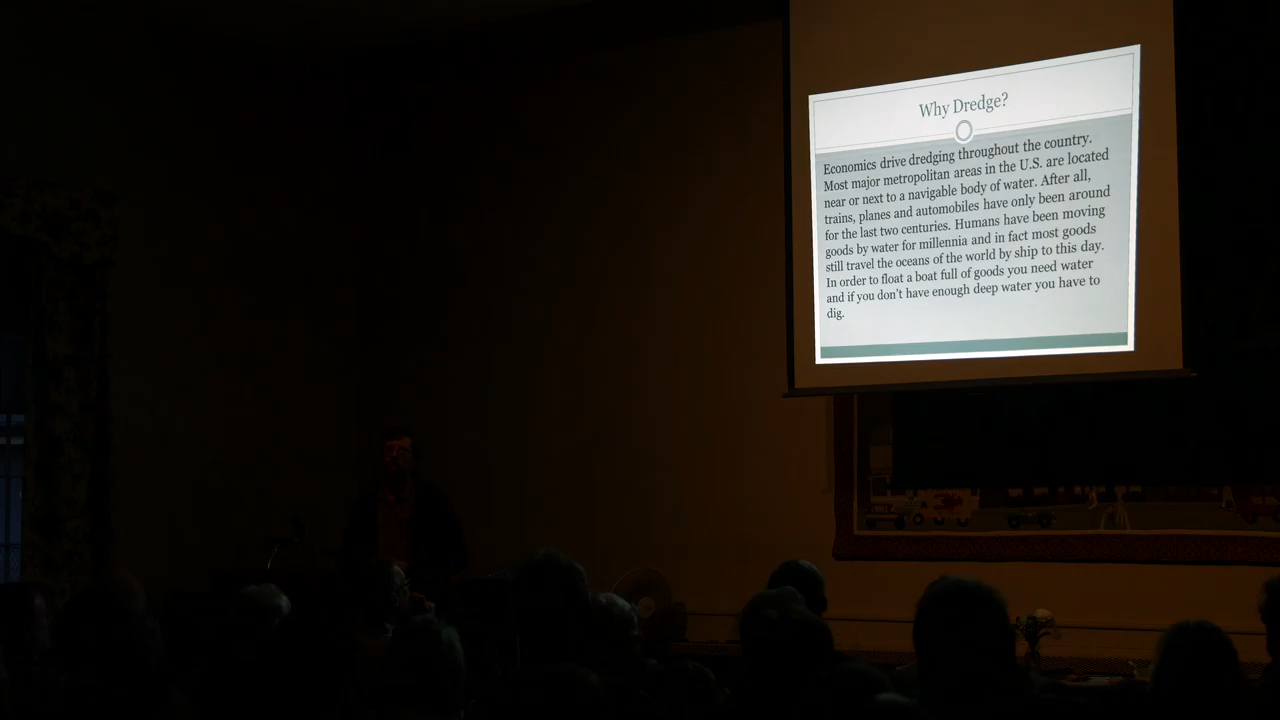 Why Dredge?
Economics drive dredging throughout the country.
Most major metropolitan areas in the U.S. are located
near or next to a navigable body of water. After all,
trains, planes and automobiles have only been around
for the last two centuries. Humans have been moving
goods by water for millennia and in fact most goods
still travel the oceans of the world by ship to this day.
In order to float a boat full of goods you need water
and if you don't have enough deep water you have to
dig.